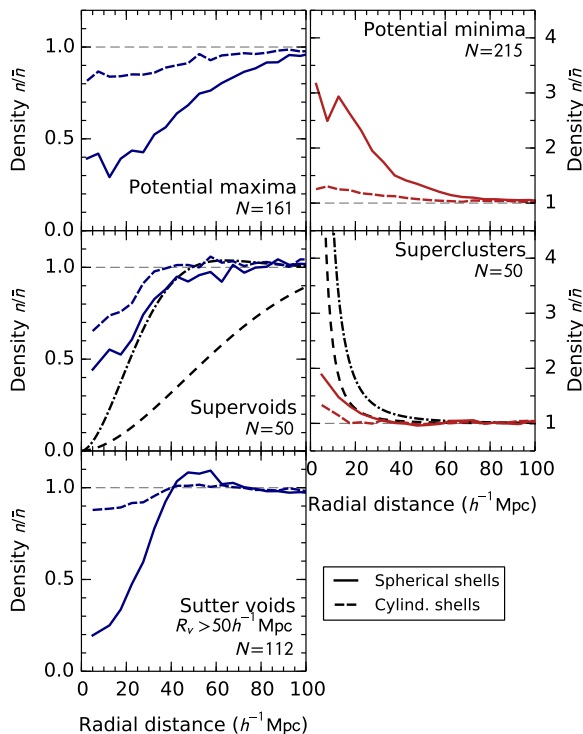 1.0
0.5
0.0
Density n/n̄
Potential maxima
N=161
4
3
2
1
Density n/n̄
Potential minima
N=215
1.0
0.5
0.0
Density n/n̄
Supervoids
N=50
4
3
2
1
Density n/n̄
Superclusters
N=50
0 20 40 60 80 100
Radial distance (h⁻¹Mpc)
1.0
0.5
0.0
Density n/n̄
Sutter voids
Rᵥ >50h⁻¹Mpc
N=112
0 20 40 60 80 100
Radial distance (h⁻¹Mpc)
Spherical shells
Cylind. shells